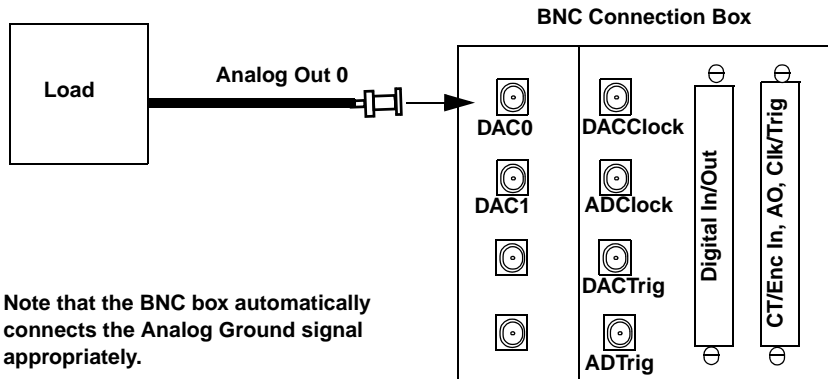 BNC Connection Box
Load
Analog Out 0
DAC0
DACClock
DAC1
ADClock
DACTrig
ADTrig
Digital In/Out
CT/Enc In, AO, Clk/Trig
Note that the BNC box automatically
connects the Analog Ground signal
appropriately.